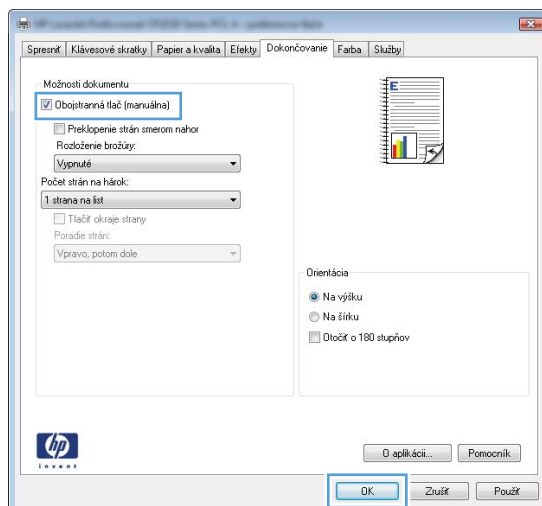 Spresniť Klávesové skratky Papier a kvalita Efekty Dokončovanie Farba Služby
Možnosti dokumentu
Obojstranná tlač (manuálna)
Preklopenie strán smerom nahor
Rozloženie brožúry:
Vypnuté
Počet strán na hárok:
1 strana na list
Tlačiť okraje strany
Poradie strán:
Vpravo, potom dole
E
Orientácia
Na výšku
Na šírku
Otočiť o 180 stupňov
hp
invent
O aplikácii... Pomocník
OK Zrušiť Použiť